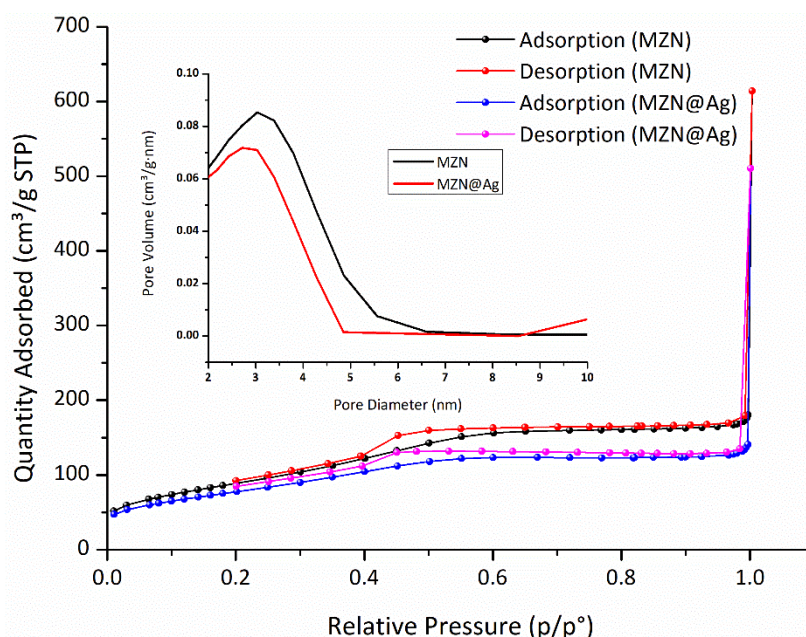 Adsorption (MZN)
Desorption (MZN)
Adsorption (MZN@Ag)
Desorption (MZN@Ag)
Quantity Adsorbed (cm³/g STP)
700
600
500
400
300
200
100
0
0.0 0.2 0.4 0.6 0.8 1.0
Relative Pressure (p/p°)
Pore Volume (cm³/g·nm)
0.10
0.08
0.06
0.04
0.02
0.00
MZN
MZN@Ag
2 3 4 5 6 7 8 9 10
Pore Diameter (nm)